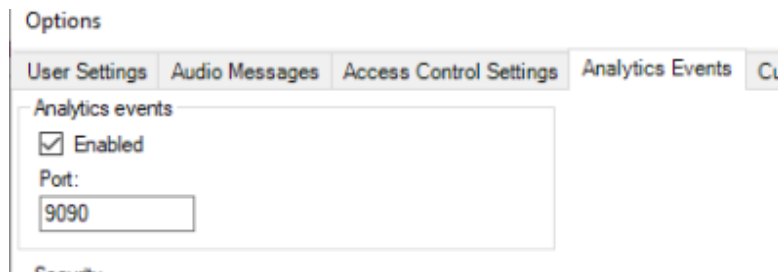 Options
User Settings Audio Messages Access Control Settings Analytics Events
Analytics events
Enabled
Port:
9090